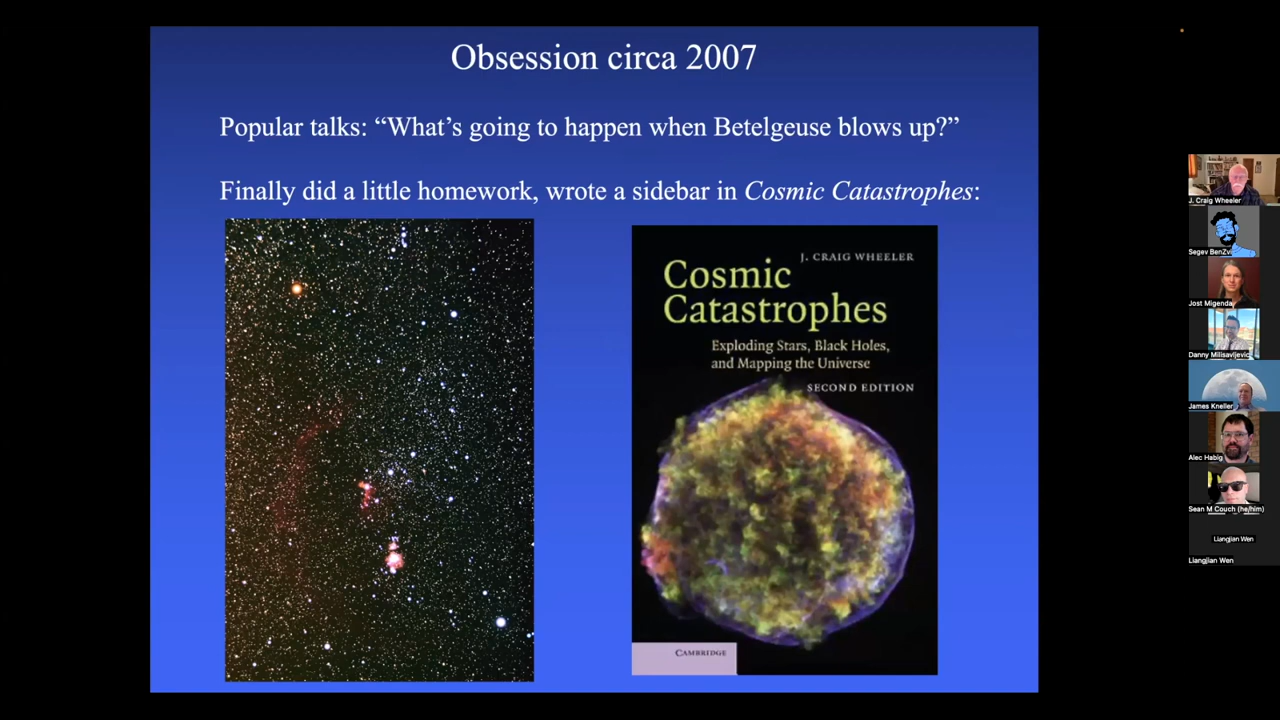 Obsession circa 2007
Popular talks: “What’s going to happen when Betelgeuse blows up?”
Finally did a little homework, wrote a sidebar in Cosmic Catastrophes:
J. CRAIG WHEELER
Cosmic
Catastrophes
Exploding Stars, Black Holes,
and Mapping the Universe
SECOND EDITION
CAMBRIDGE
J. Craig Wheeler
Segev BenZvi
Jost Migenda
Danny Milisavljevic
James Kneller
Alec Habig
Sean M Couch (he/him)
Liangjian Wen
Liangjian Wen